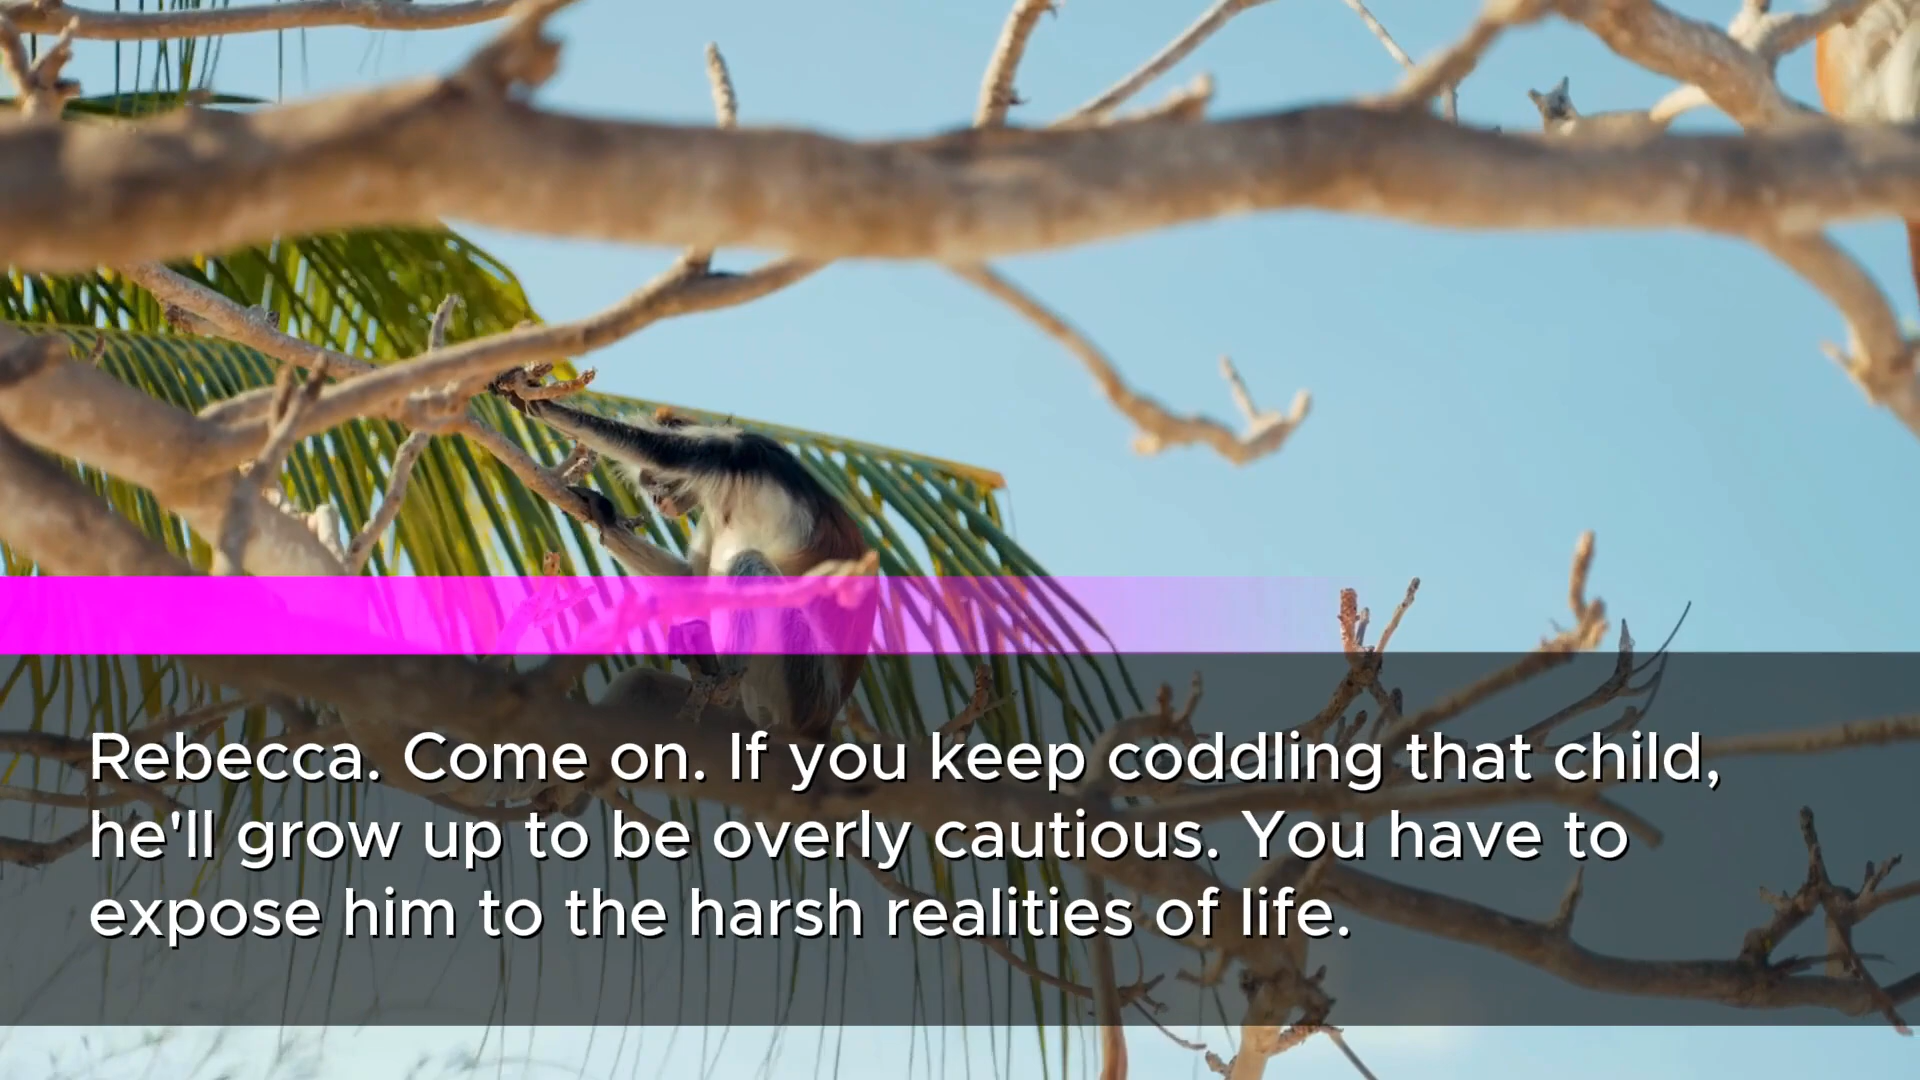 Rebecca. Come on. If you keep coddling that child,
he'll grow up to be overly cautious. You have to
expose him to the harsh realities of life.